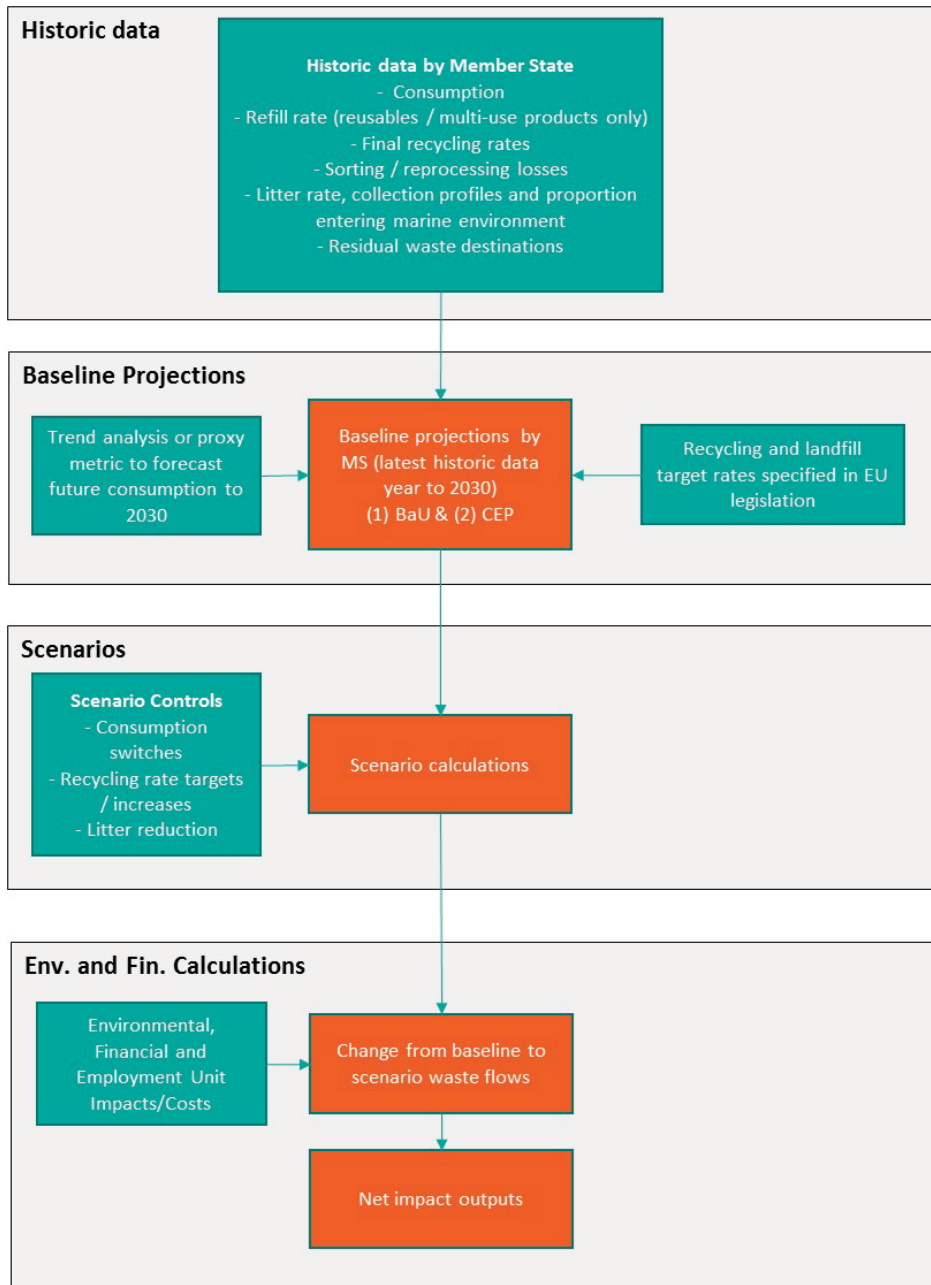 Historic data
Historic data by Member State
- Consumption
- Refill rate (reusables / multi-use products only)
- Final recycling rates
- Sorting / reprocessing losses
- Litter rate, collection profiles and proportion
entering marine environment
- Residual waste destinations
Baseline Projections
Trend analysis or proxy
metric to forecast
future consumption to
2030
Baseline projections by
MS (latest historic data
year to 2030)
(1) BaU & (2) CEP
Recycling and landfill
target rates specified in EU
legislation
Scenarios
Scenario Controls
- Consumption
switches
- Recycling rate targets
/ increases
- Litter reduction
Scenario calculations
Env. and Fin. Calculations
Environmental,
Financial and
Employment Unit
Impacts/Costs
Change from baseline to
scenario waste flows
Net impact outputs